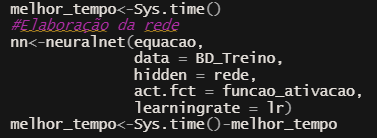 melhor_tempo<-Sys.time()
#Elaboração da rede
nn<-neuralnet(equacao,
data = BD_Treino,
hidden = rede,
act.fct = funcao_ativacao,
learningrate = lr)
melhor_tempo<-Sys.time()-melhor_tempo